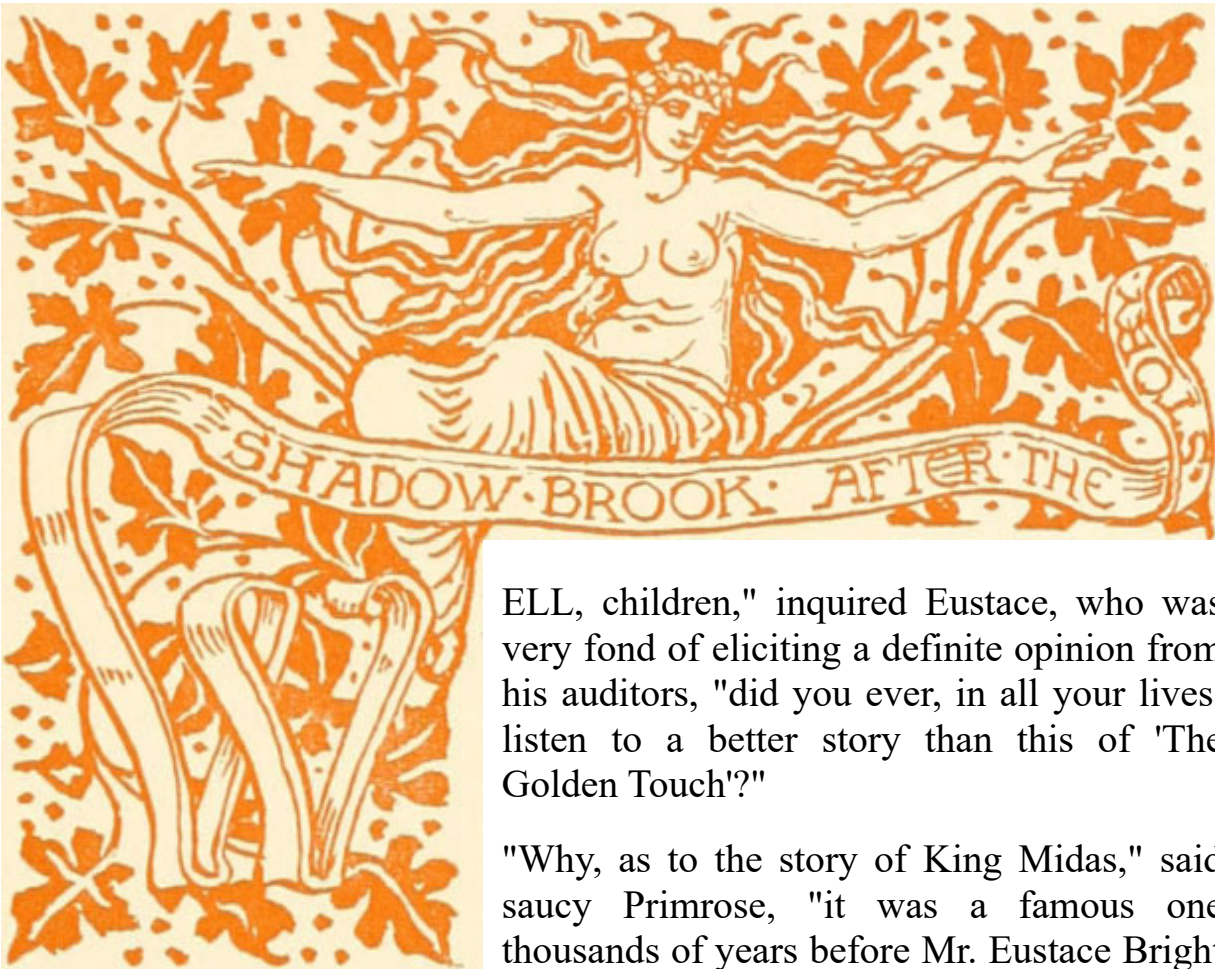 SHADOW·BROOK· AFTER·THE
W
ELL, children," inquired Eustace, who was
very fond of eliciting a definite opinion from
his auditors, "did you ever, in all your lives,
listen to a better story than this of 'The
Golden Touch'?"
"Why, as to the story of King Midas," said
saucy Primrose, "it was a famous one
thousands of years before Mr. Eustace Bright